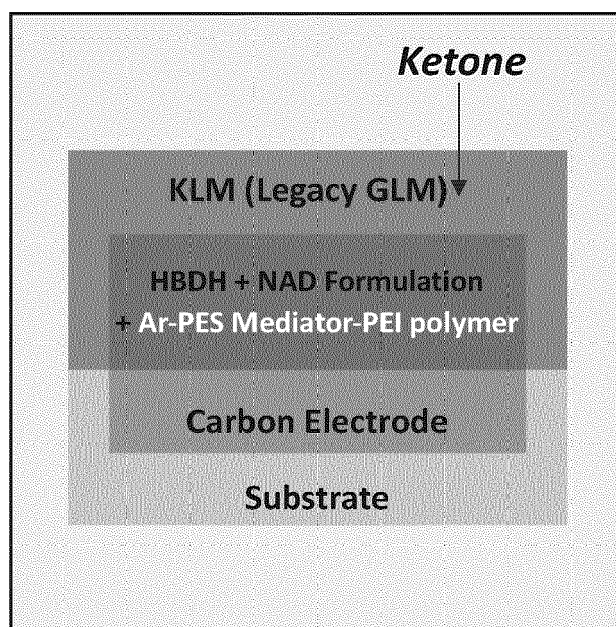 Ketone
KLM (Legacy GLM)
HBDH + NAD Formulation
+ Ar-PES Mediator-PEI polymer
Carbon Electrode
Substrate